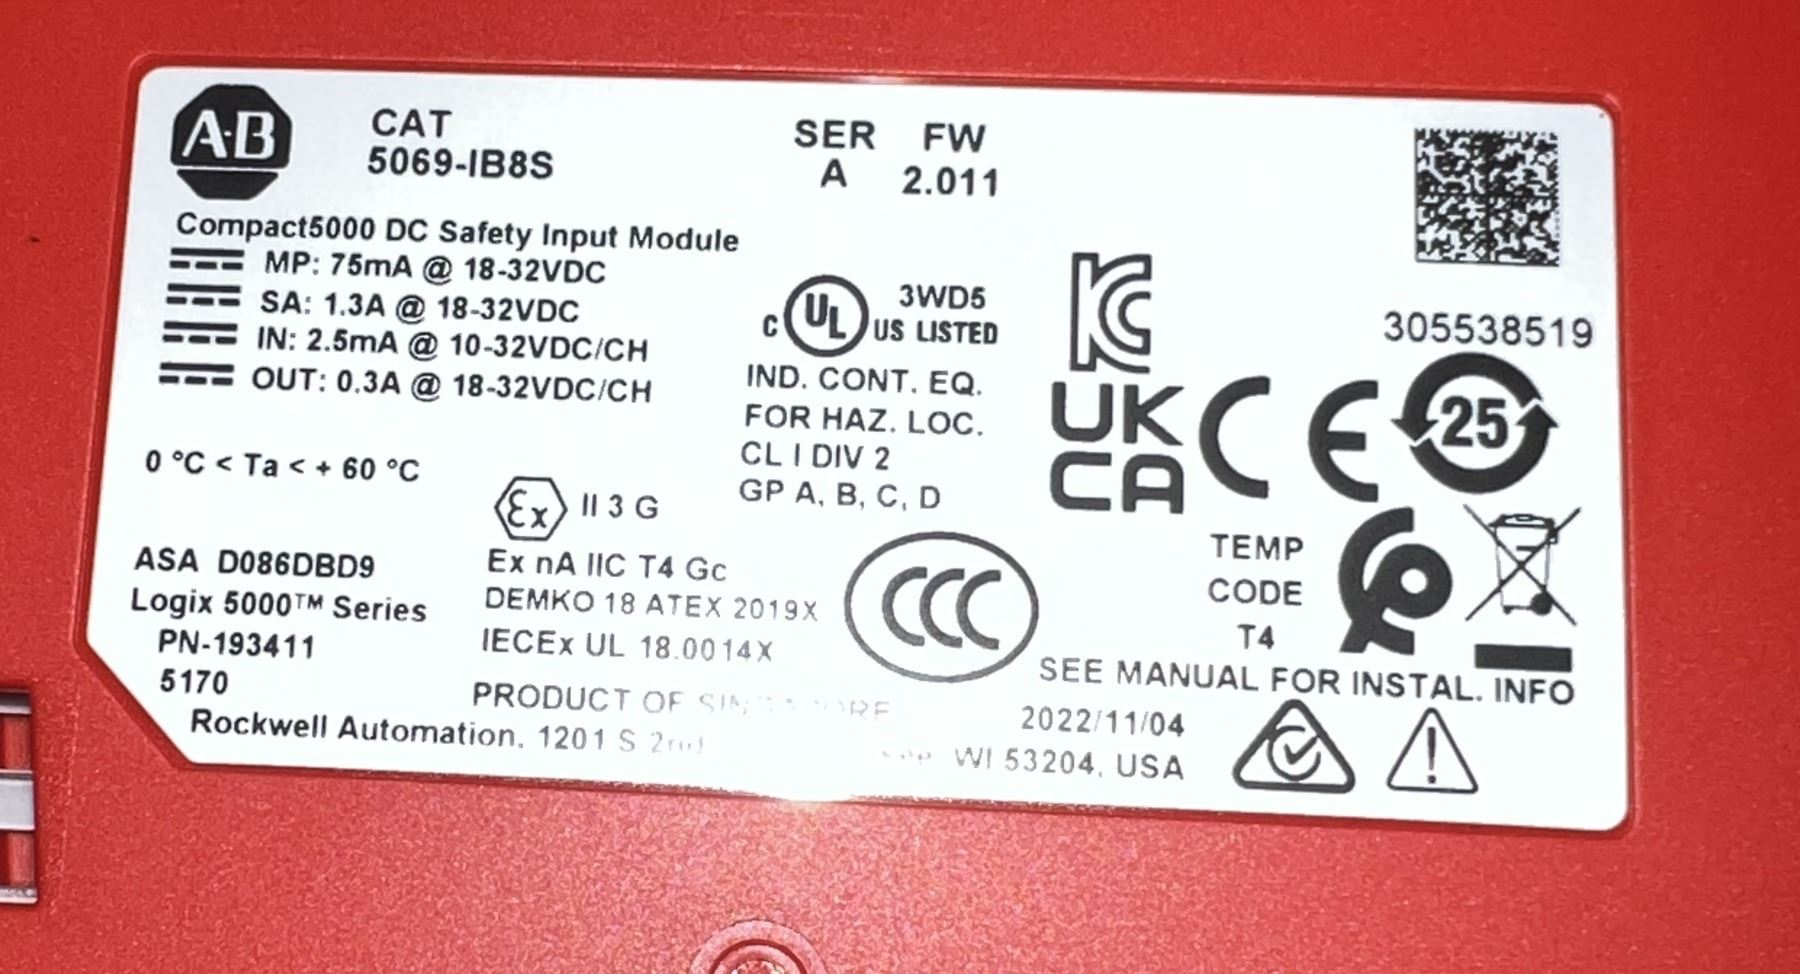 A-B
CAT
5069-IB8S
SER FW
A 2.011
Compact5000 DC Safety Input Module
MP: 75mA @ 18-32VDC
SA: 1.3A @ 18-32VDC
IN: 2.5mA @ 10-32VDC/CH
OUT: 0.3A @ 18-32VDC/CH
0 °C < Ta < + 60 °C
C UL US LISTED
3WD5
IND. CONT. EQ.
FOR HAZ. LOC.
CL I DIV 2
GP A, B, C, D
305538519
UK
CA
CE
25
Ex II 3 G
Ex nA IIC T4 Gc
DEMKO 18 ATEX 2019X
IECEx UL 18.0014X
CCC
TEMP
CODE
T4
ASA D086DBD9
Logix 5000™ Series
PN-193411
5170
PRODUCT OF
SEE MANUAL FOR INSTAL. INFO
2022/11/04
Rockwell Automation, 1201 S 2nd WI 53204, USA